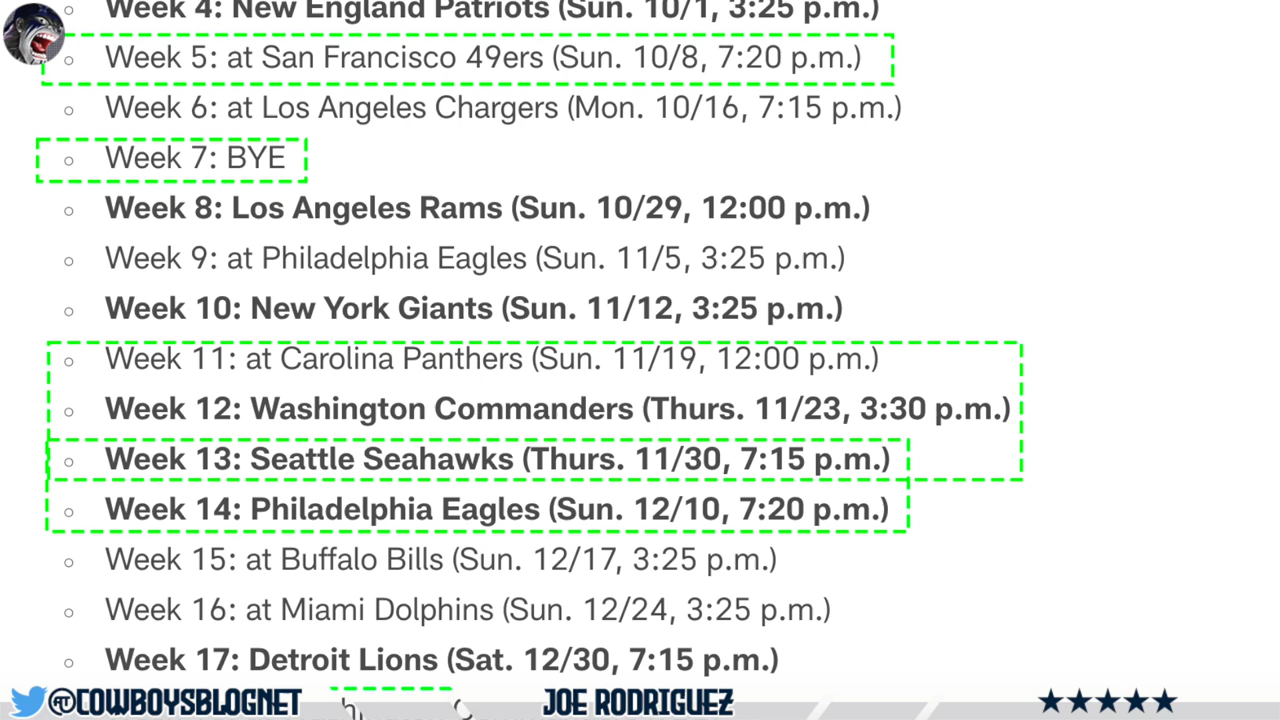 Week 4: New England Patriots (Sun. 10/1, 3:25 p.m.)
Week 5: at San Francisco 49ers (Sun. 10/8, 7:20 p.m.)
Week 6: at Los Angeles Chargers (Mon. 10/16, 7:15 p.m.)
Week 7: BYE
Week 8: Los Angeles Rams (Sun. 10/29, 12:00 p.m.)
Week 9: at Philadelphia Eagles (Sun. 11/5, 3:25 p.m.)
Week 10: New York Giants (Sun. 11/12, 3:25 p.m.)
Week 11: at Carolina Panthers (Sun. 11/19, 12:00 p.m.)
Week 12: Washington Commanders (Thurs. 11/23, 3:30 p.m.)
Week 13: Seattle Seahawks (Thurs. 11/30, 7:15 p.m.)
Week 14: Philadelphia Eagles (Sun. 12/10, 7:20 p.m.)
Week 15: at Buffalo Bills (Sun. 12/17, 3:25 p.m.)
Week 16: at Miami Dolphins (Sun. 12/24, 3:25 p.m.)
Week 17: Detroit Lions (Sat. 12/30, 7:15 p.m.)
@COWBOYSBLOGNET JOE RODRIGUEZ